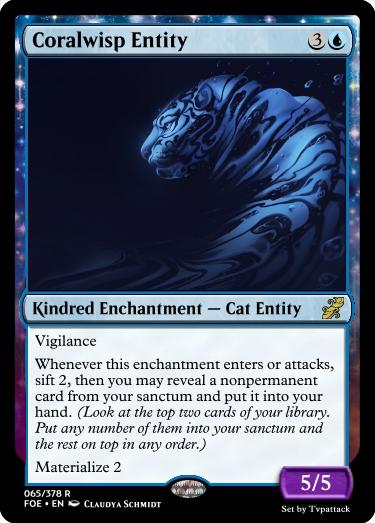 Coralwisp Entity 3
Kindred Enchantment — Cat Entity
Vigilance
Whenever this enchantment enters or attacks,
sift 2, then you may reveal a nonpermanent
card from your sanctum and put it into your
hand. (Look at the top two cards of your library.
Put any number of them into your sanctum and
the rest on top in any order.)
Materialize 2
5/5
065/378 R
FOE • EN Claudya Schmidt
Set by Tvpattack